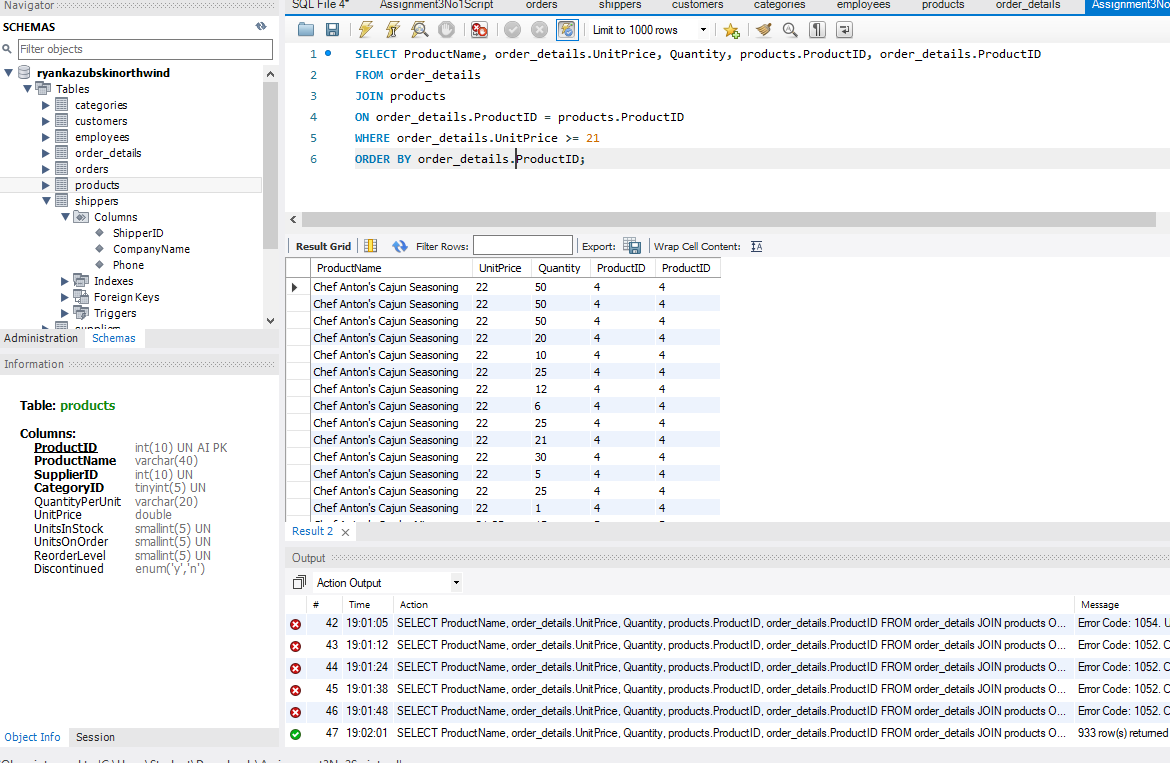 Navigator
SCHEMAS
Filter objects
ryankazubskinorthwind
Tables
categories
customers
employees
order_details
orders
products
shippers
Columns
ShipperID
CompanyName
Phone
Indexes
Foreign Keys
Triggers
suppliers
Administration Schemas
Information
Table: products
Columns:
ProductID int(10) UN AI PK
ProductName varchar(40)
SupplierID int(10) UN
CategoryID tinyint(5) UN
QuantityPerUnit varchar(20)
UnitPrice double
UnitsInStock smallint(5) UN
UnitsOnOrder smallint(5) UN
ReorderLevel smallint(5) UN
Discontinued enum('y','n')
Object Info Session
SQL File 4* Assignment3No1Script orders shippers customers categories employees products order_details Assignment3No
Limit to 1000 rows
1 SELECT ProductName, order_details.UnitPrice, Quantity, products.ProductID, order_details.ProductID
2 FROM order_details
3 JOIN products
4 ON order_details.ProductID = products.ProductID
5 WHERE order_details.UnitPrice >= 21
6 ORDER BY order_details.ProductID;
Result Grid Filter Rows: Export: Wrap Cell Content:
ProductName UnitPrice Quantity ProductID ProductID
Chef Anton's Cajun Seasoning 22 50 4 4
Chef Anton's Cajun Seasoning 22 50 4 4
Chef Anton's Cajun Seasoning 22 50 4 4
Chef Anton's Cajun Seasoning 22 20 4 4
Chef Anton's Cajun Seasoning 22 10 4 4
Chef Anton's Cajun Seasoning 22 25 4 4
Chef Anton's Cajun Seasoning 22 12 4 4
Chef Anton's Cajun Seasoning 22 6 4 4
Chef Anton's Cajun Seasoning 22 25 4 4
Chef Anton's Cajun Seasoning 22 21 4 4
Chef Anton's Cajun Seasoning 22 30 4 4
Chef Anton's Cajun Seasoning 22 5 4 4
Chef Anton's Cajun Seasoning 22 25 4 4
Chef Anton's Cajun Seasoning 22 1 4 4
Result 2
Output
Action Output
# Time Action Message
42 19:01:05 SELECT ProductName, order_details.UnitPrice, Quantity, products.ProductID, order_details.ProductID FROM order_details JOIN products O... Error Code: 1054. U
43 19:01:12 SELECT ProductName, order_details.UnitPrice, Quantity, products.ProductID, order_details.ProductID FROM order_details JOIN products O... Error Code: 1052. C
44 19:01:24 SELECT ProductName, order_details.UnitPrice, Quantity, products.ProductID, order_details.ProductID FROM order_details JOIN products O... Error Code: 1052. C
45 19:01:38 SELECT ProductName, order_details.UnitPrice, Quantity, products.ProductID, order_details.ProductID FROM order_details JOIN products O... Error Code: 1052. C
46 19:01:48 SELECT ProductName, order_details.UnitPrice, Quantity, products.ProductID, order_details.ProductID FROM order_details JOIN products O... Error Code: 1052. C
47 19:02:01 SELECT ProductName, order_details.UnitPrice, Quantity, products.ProductID, order_details.ProductID FROM order_details JOIN products O... 933 row(s) returned